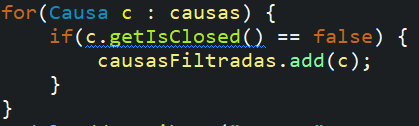 for(Causa c : causas) {
if(c.getIsClosed() == false) {
causasFiltradas.add(c);
}
}